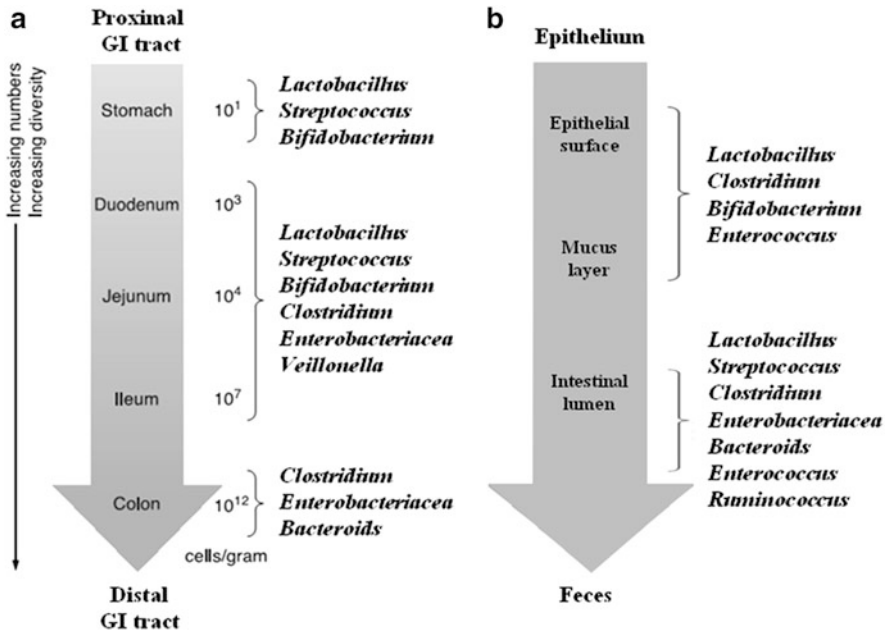 a
Proximal
GI tract
Increasing numbers
Increasing diversity
Stomach
10¹
Lactobacillus
Streptococcus
Bifidobacterium
Duodenum
10³
Jejunum
10⁴
Ileum
10⁷
Lactobacillus
Streptococcus
Bifidobacterium
Clostridium
Enterobacteriacea
Veillonella
Colon
10¹²
cells/gram
Clostridium
Enterobacteriacea
Bacteroids
Distal
GI tract
b
Epithelium
Epithelial
surface
Mucus
layer
Lactobacillus
Clostridium
Bifidobacterium
Enterococcus
Intestinal
lumen
Lactobacillus
Streptococcus
Clostridium
Enterobacteriacea
Bacteroids
Enterococcus
Ruminococcus
Feces